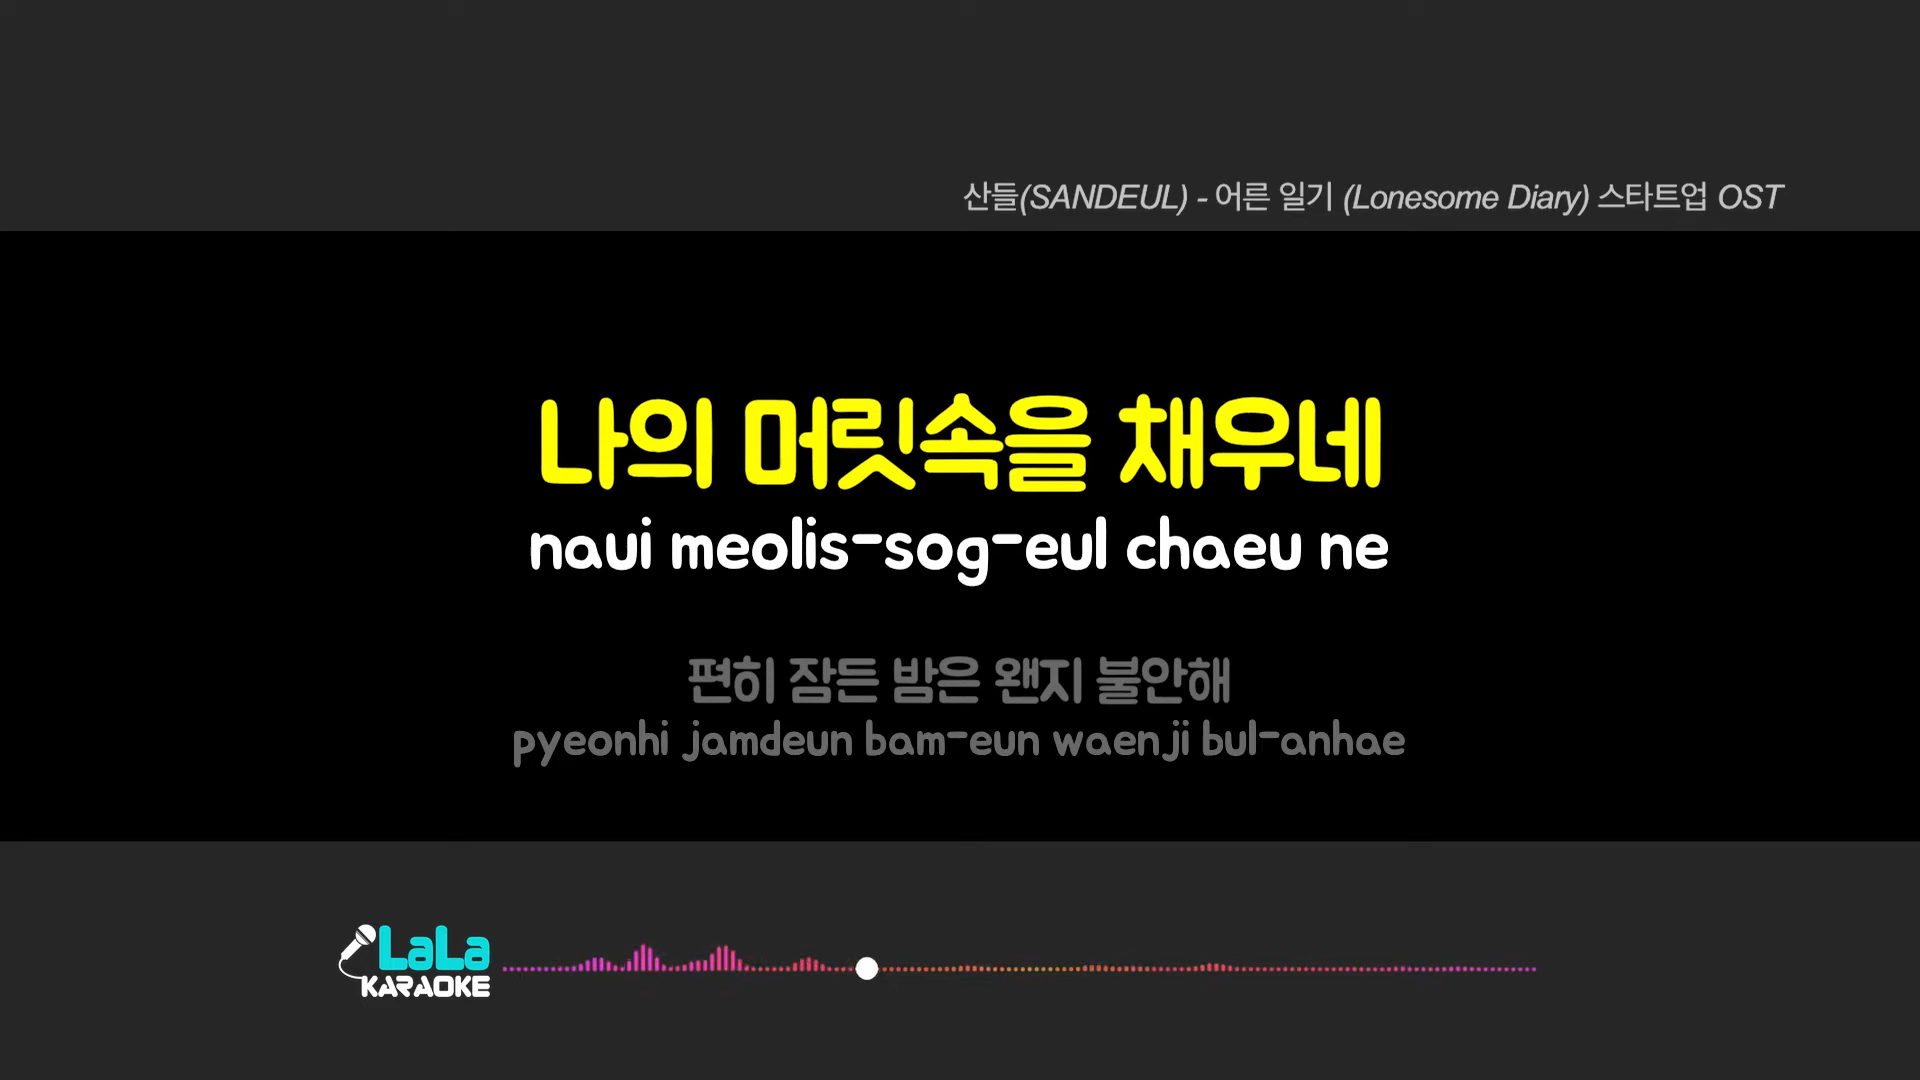 산들(SANDEUL) - 어른 일기 (Lonesome Diary) 스타트업 OST
나의 머릿속을 채우네
naui meolis-sog-eul chaeu ne
편히 잠든 밤은 왠지 불안해
pyeonhi jamdeun bam-eun waenji bul-anhae
LaLa
KARAOKE